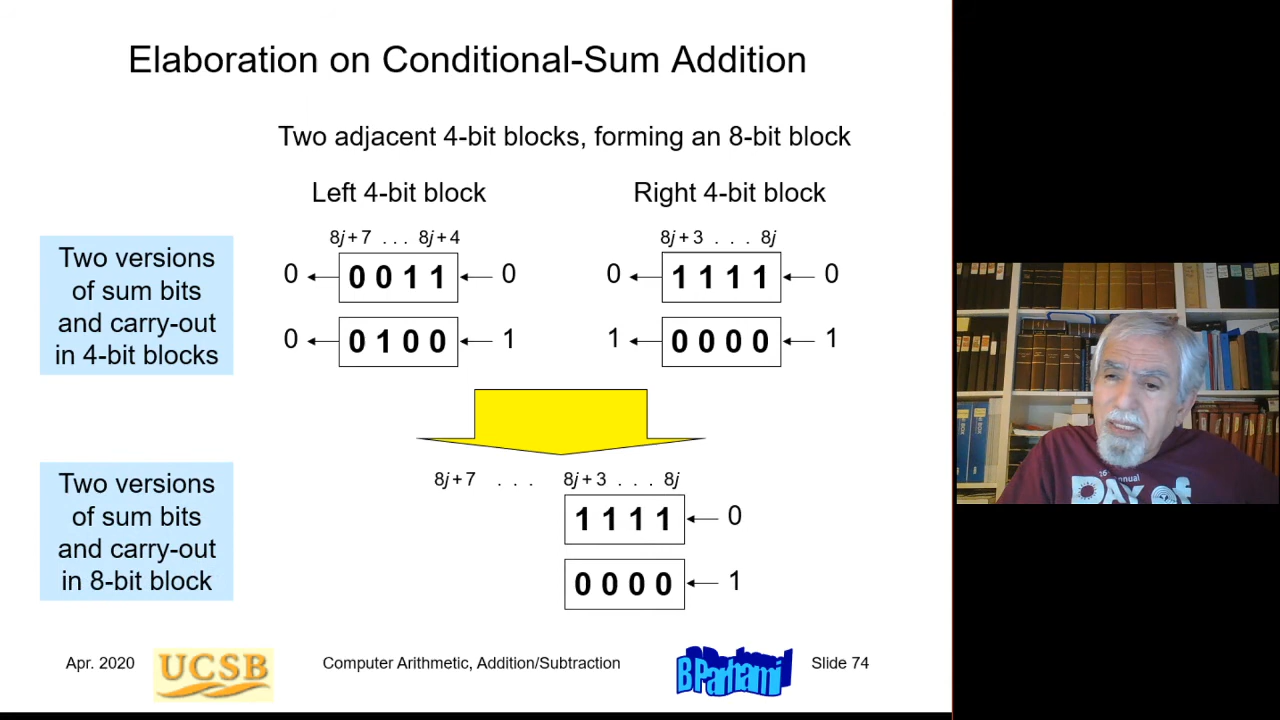 Elaboration on Conditional-Sum Addition
Two adjacent 4-bit blocks, forming an 8-bit block
Left 4-bit block
Right 4-bit block
8j + 7 . . . 8j + 4
8j + 3 . . . 8j
Two versions
of sum bits
and carry-out
in 4-bit blocks
0 0 0 1 1 0
0 1 1 1 1 0
0 0 1 0 0 1
1 0 0 0 0 1
8j + 7 . . . 8j + 3 . . . 8j
Two versions
of sum bits
and carry-out
in 8-bit block
1 1 1 1 0
0 0 0 0 1
Apr. 2020
UCSB
Computer Arithmetic, Addition/Subtraction
B Parhami
Slide 74
DAY of